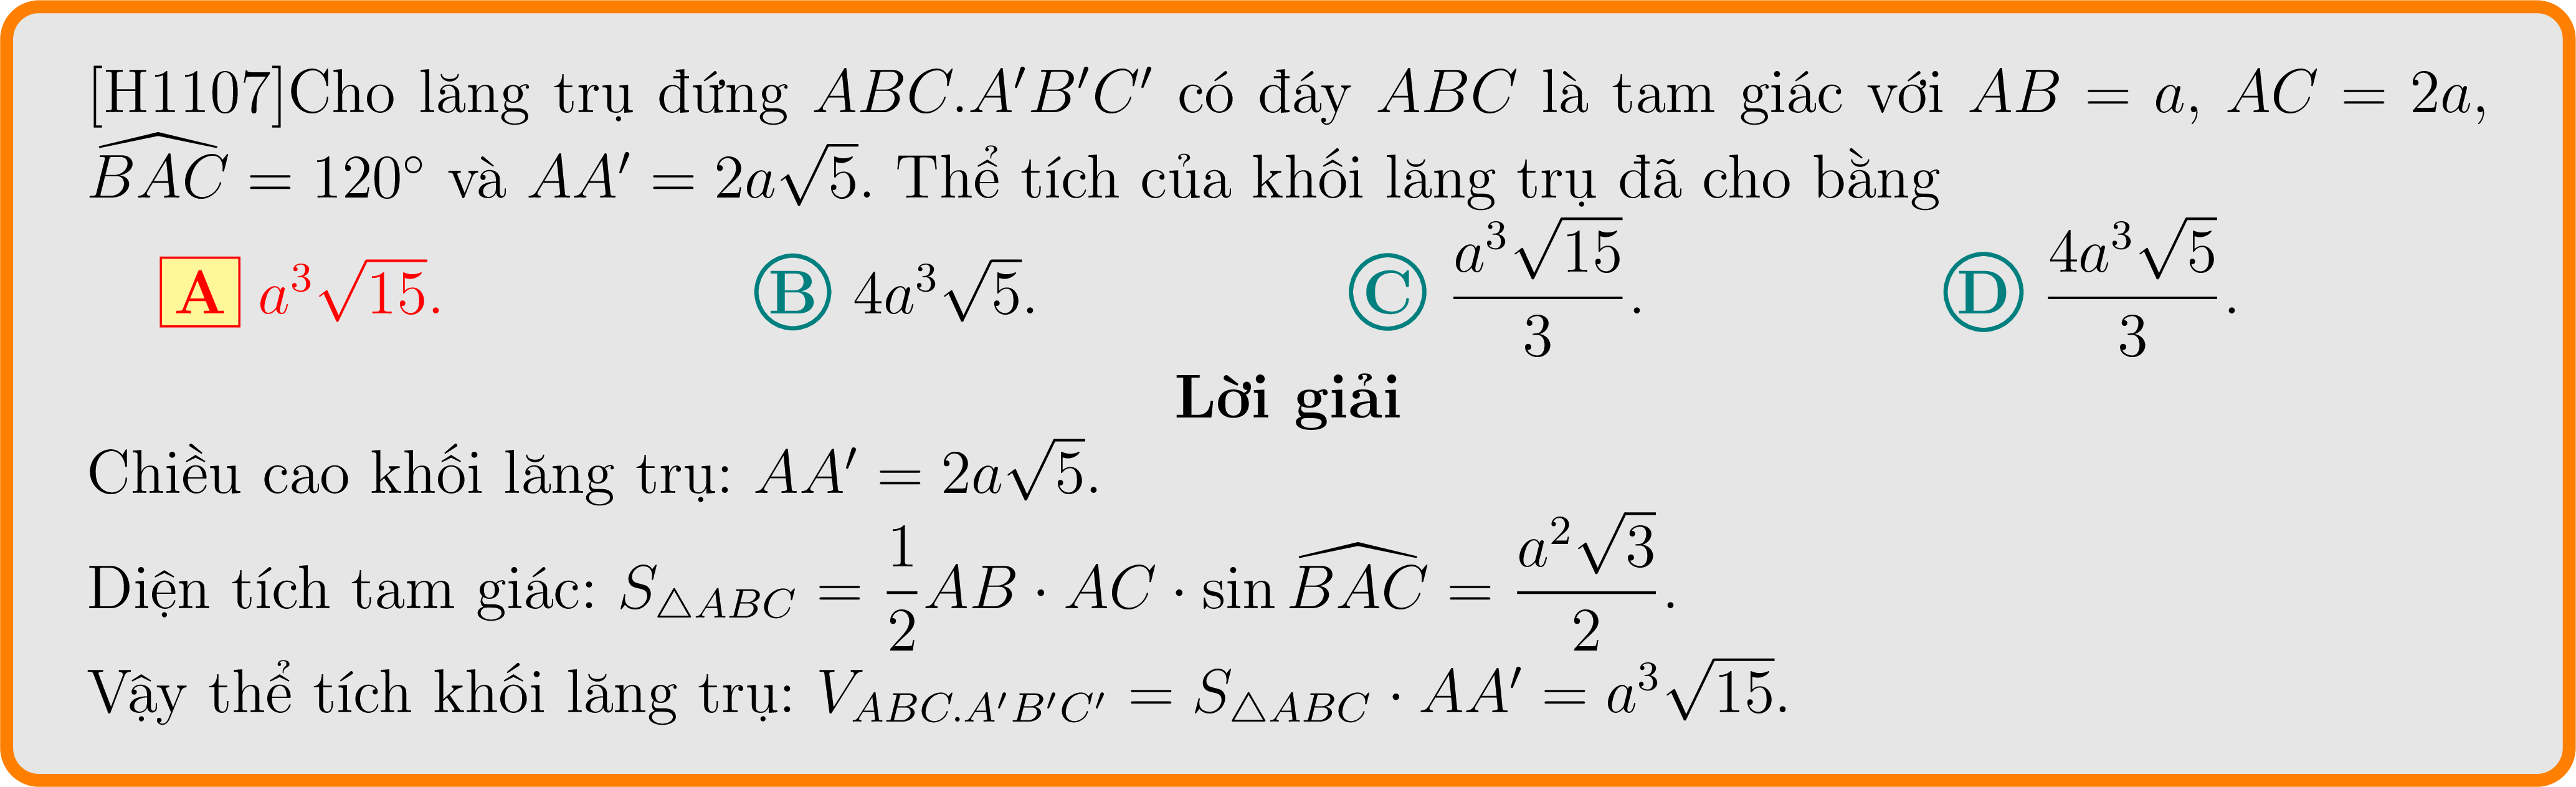 [H1107]Cho lăng trụ đứng $ABC.A'B'C'$ có đáy $ABC$ là tam giác với $AB = a$, $AC = 2a$,
$\widehat{BAC} = 120^\circ$ và $AA' = 2a\sqrt{5}$. Thể tích của khối lăng trụ đã cho bằng
A $a^3\sqrt{15}$. B $4a^3\sqrt{5}$. C $\dfrac{a^3\sqrt{15}}{3}$. D $\dfrac{4a^3\sqrt{5}}{3}$.
Lời giải
Chiều cao khối lăng trụ: $AA' = 2a\sqrt{5}$.
Diện tích tam giác: $S_{\triangle ABC} = \dfrac{1}{2}AB \cdot AC \cdot \sin\widehat{BAC} = \dfrac{a^2\sqrt{3}}{2}$.
Vậy thể tích khối lăng trụ: $V_{ABC.A'B'C'} = S_{\triangle ABC} \cdot AA' = a^3\sqrt{15}$.